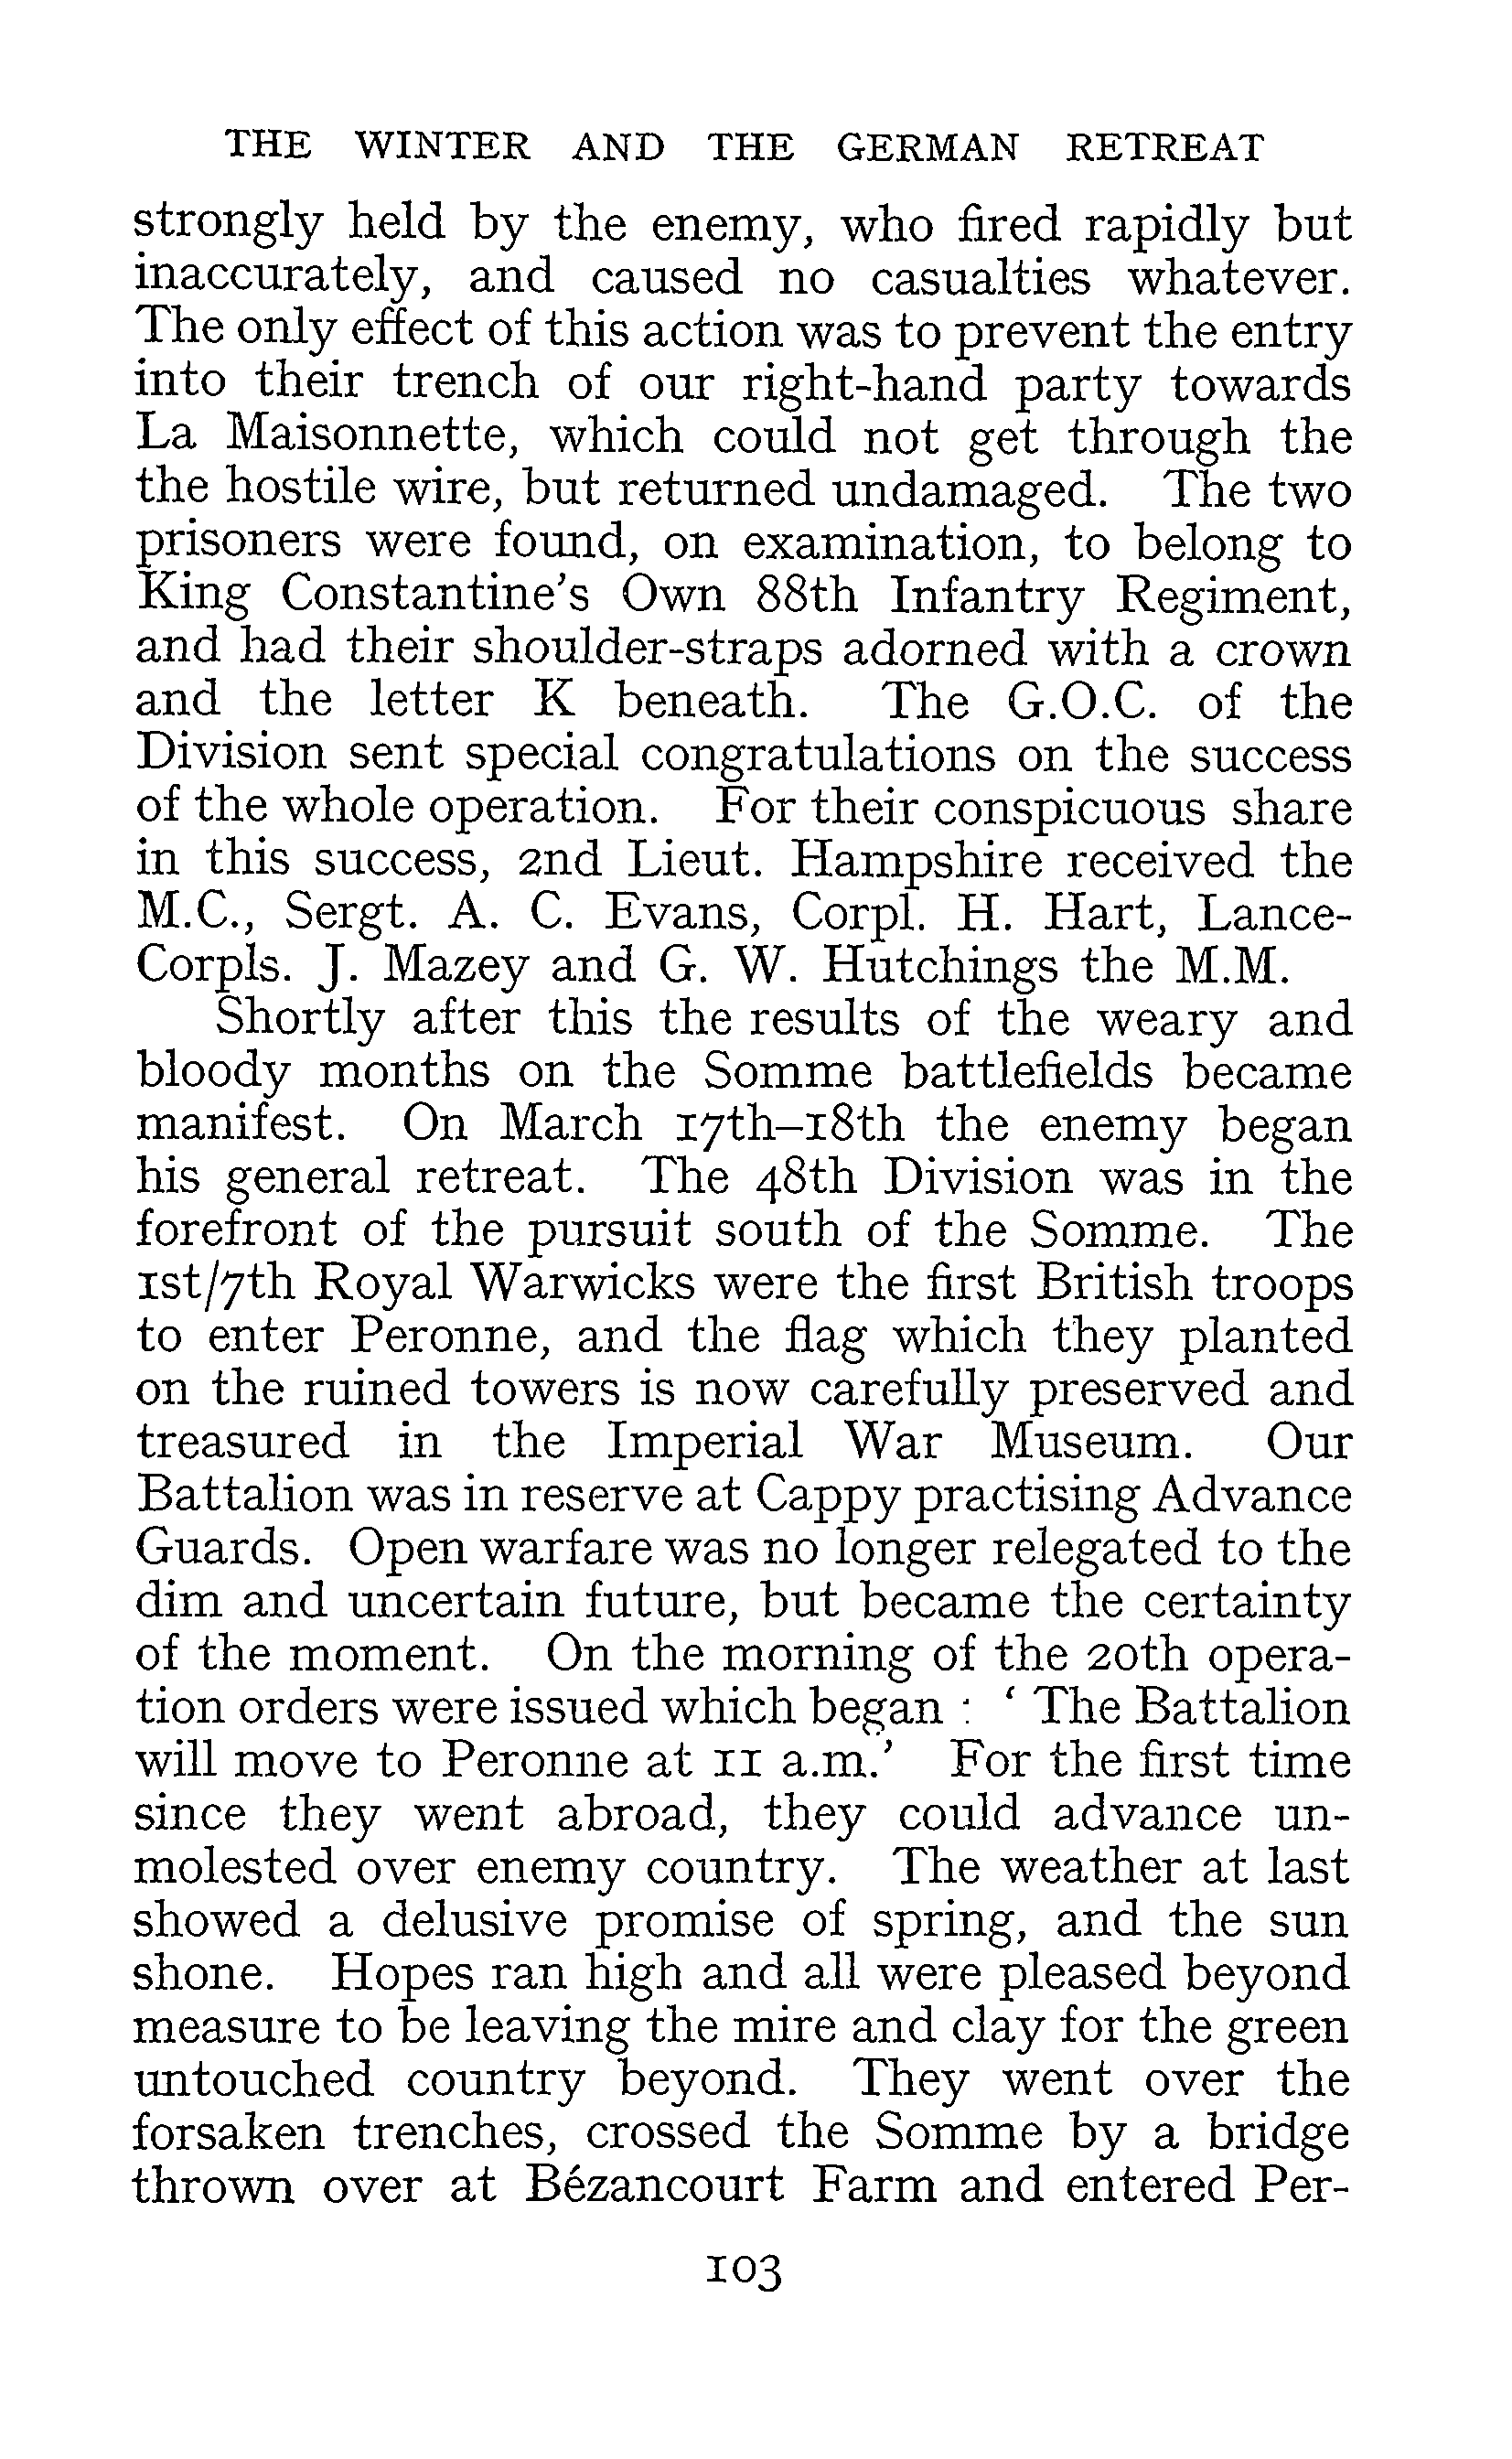 THE WINTER AND THE GERMAN RETREAT
strongly held by the enemy, who fired rapidly but
inaccurately, and caused no casualties whatever.
The only effect of this action was to prevent the entry
into their trench of our right-hand party towards
La Maisonnette, which could not get through the
the hostile wire, but returned undamaged. The two
prisoners were found, on examination, to belong to
King Constantine's Own 88th Infantry Regiment,
and had their shoulder-straps adorned with a crown
and the letter K beneath. The G.O.C. of the
Division sent special congratulations on the success
of the whole operation. For their conspicuous share
in this success, 2nd Lieut. Hampshire received the
M.C., Sergt. A. C. Evans, Corpl. H. Hart, Lance-
Corpls. J. Mazey and G. W. Hutchings the M.M.
Shortly after this the results of the weary and
bloody months on the Somme battlefields became
manifest. On March 17th–18th the enemy began
his general retreat. The 48th Division was in the
forefront of the pursuit south of the Somme. The
1st/7th Royal Warwicks were the first British troops
to enter Peronne, and the flag which they planted
on the ruined towers is now carefully preserved and
treasured in the Imperial War Museum. Our
Battalion was in reserve at Cappy practising Advance
Guards. Open warfare was no longer relegated to the
dim and uncertain future, but became the certainty
of the moment. On the morning of the 20th opera-
tion orders were issued which began : ‘ The Battalion
will move to Peronne at 11 a.m.’ For the first time
since they went abroad, they could advance un-
molested over enemy country. The weather at last
showed a delusive promise of spring, and the sun
shone. Hopes ran high and all were pleased beyond
measure to be leaving the mire and clay for the green
untouched country beyond. They went over the
forsaken trenches, crossed the Somme by a bridge
thrown over at Bézancourt Farm and entered Per-
103